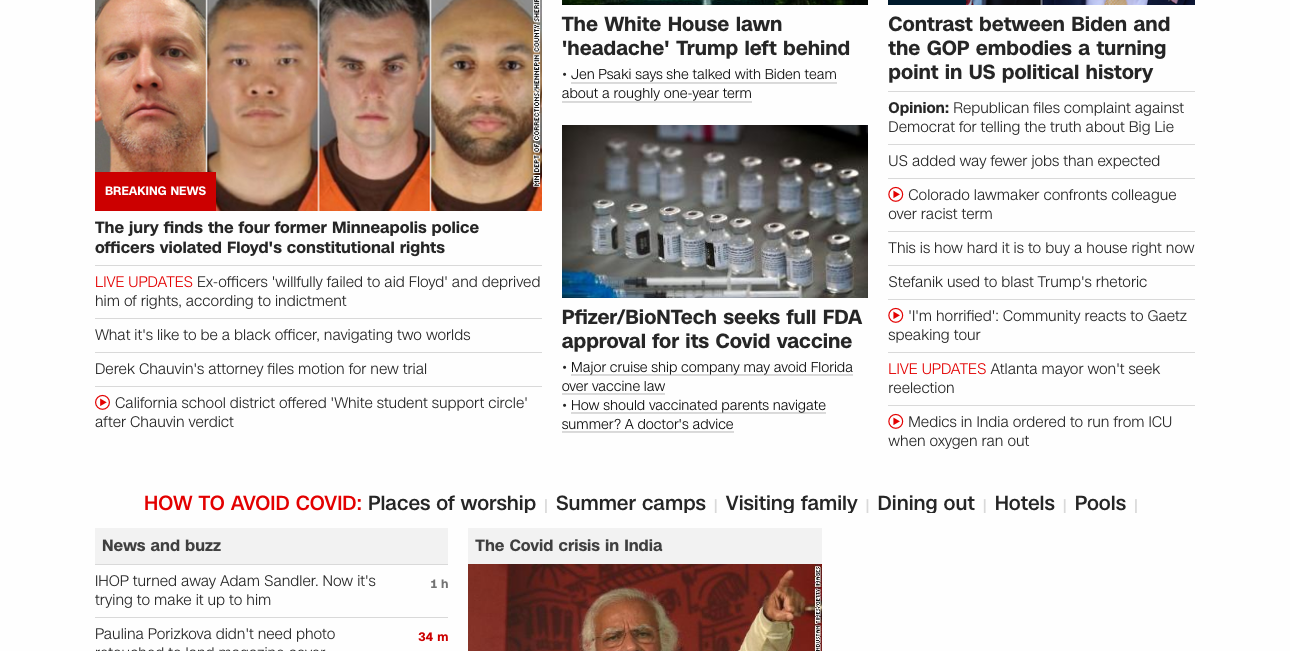 MN DEPT OF CORRECTIONS/HENNEPIN COUNTY SHERIF
BREAKING NEWS
The jury finds the four former Minneapolis police
officers violated Floyd's constitutional rights
LIVE UPDATES Ex-officers 'willfully failed to aid Floyd' and deprived
him of rights, according to indictment
What it's like to be a black officer, navigating two worlds
Derek Chauvin's attorney files motion for new trial
California school district offered 'White student support circle'
after Chauvin verdict
The White House lawn
'headache' Trump left behind
• Jen Psaki says she talked with Biden team
about a roughly one-year term
Pfizer/BioNTech seeks full FDA
approval for its Covid vaccine
• Major cruise ship company may avoid Florida
over vaccine law
• How should vaccinated parents navigate
summer? A doctor's advice
Contrast between Biden and
the GOP embodies a turning
point in US political history
Opinion: Republican files complaint against
Democrat for telling the truth about Big Lie
US added way fewer jobs than expected
Colorado lawmaker confronts colleague
over racist term
This is how hard it is to buy a house right now
Stefanik used to blast Trump's rhetoric
'I'm horrified': Community reacts to Gaetz
speaking tour
LIVE UPDATES Atlanta mayor won't seek
reelection
Medics in India ordered to run from ICU
when oxygen ran out
HOW TO AVOID COVID: Places of worship | Summer camps | Visiting family | Dining out | Hotels | Pools |
News and buzz
IHOP turned away Adam Sandler. Now it's
trying to make it up to him
1 h
Paulina Porizkova didn't need photo
retouched to land magazine cover
34 m
The Covid crisis in India